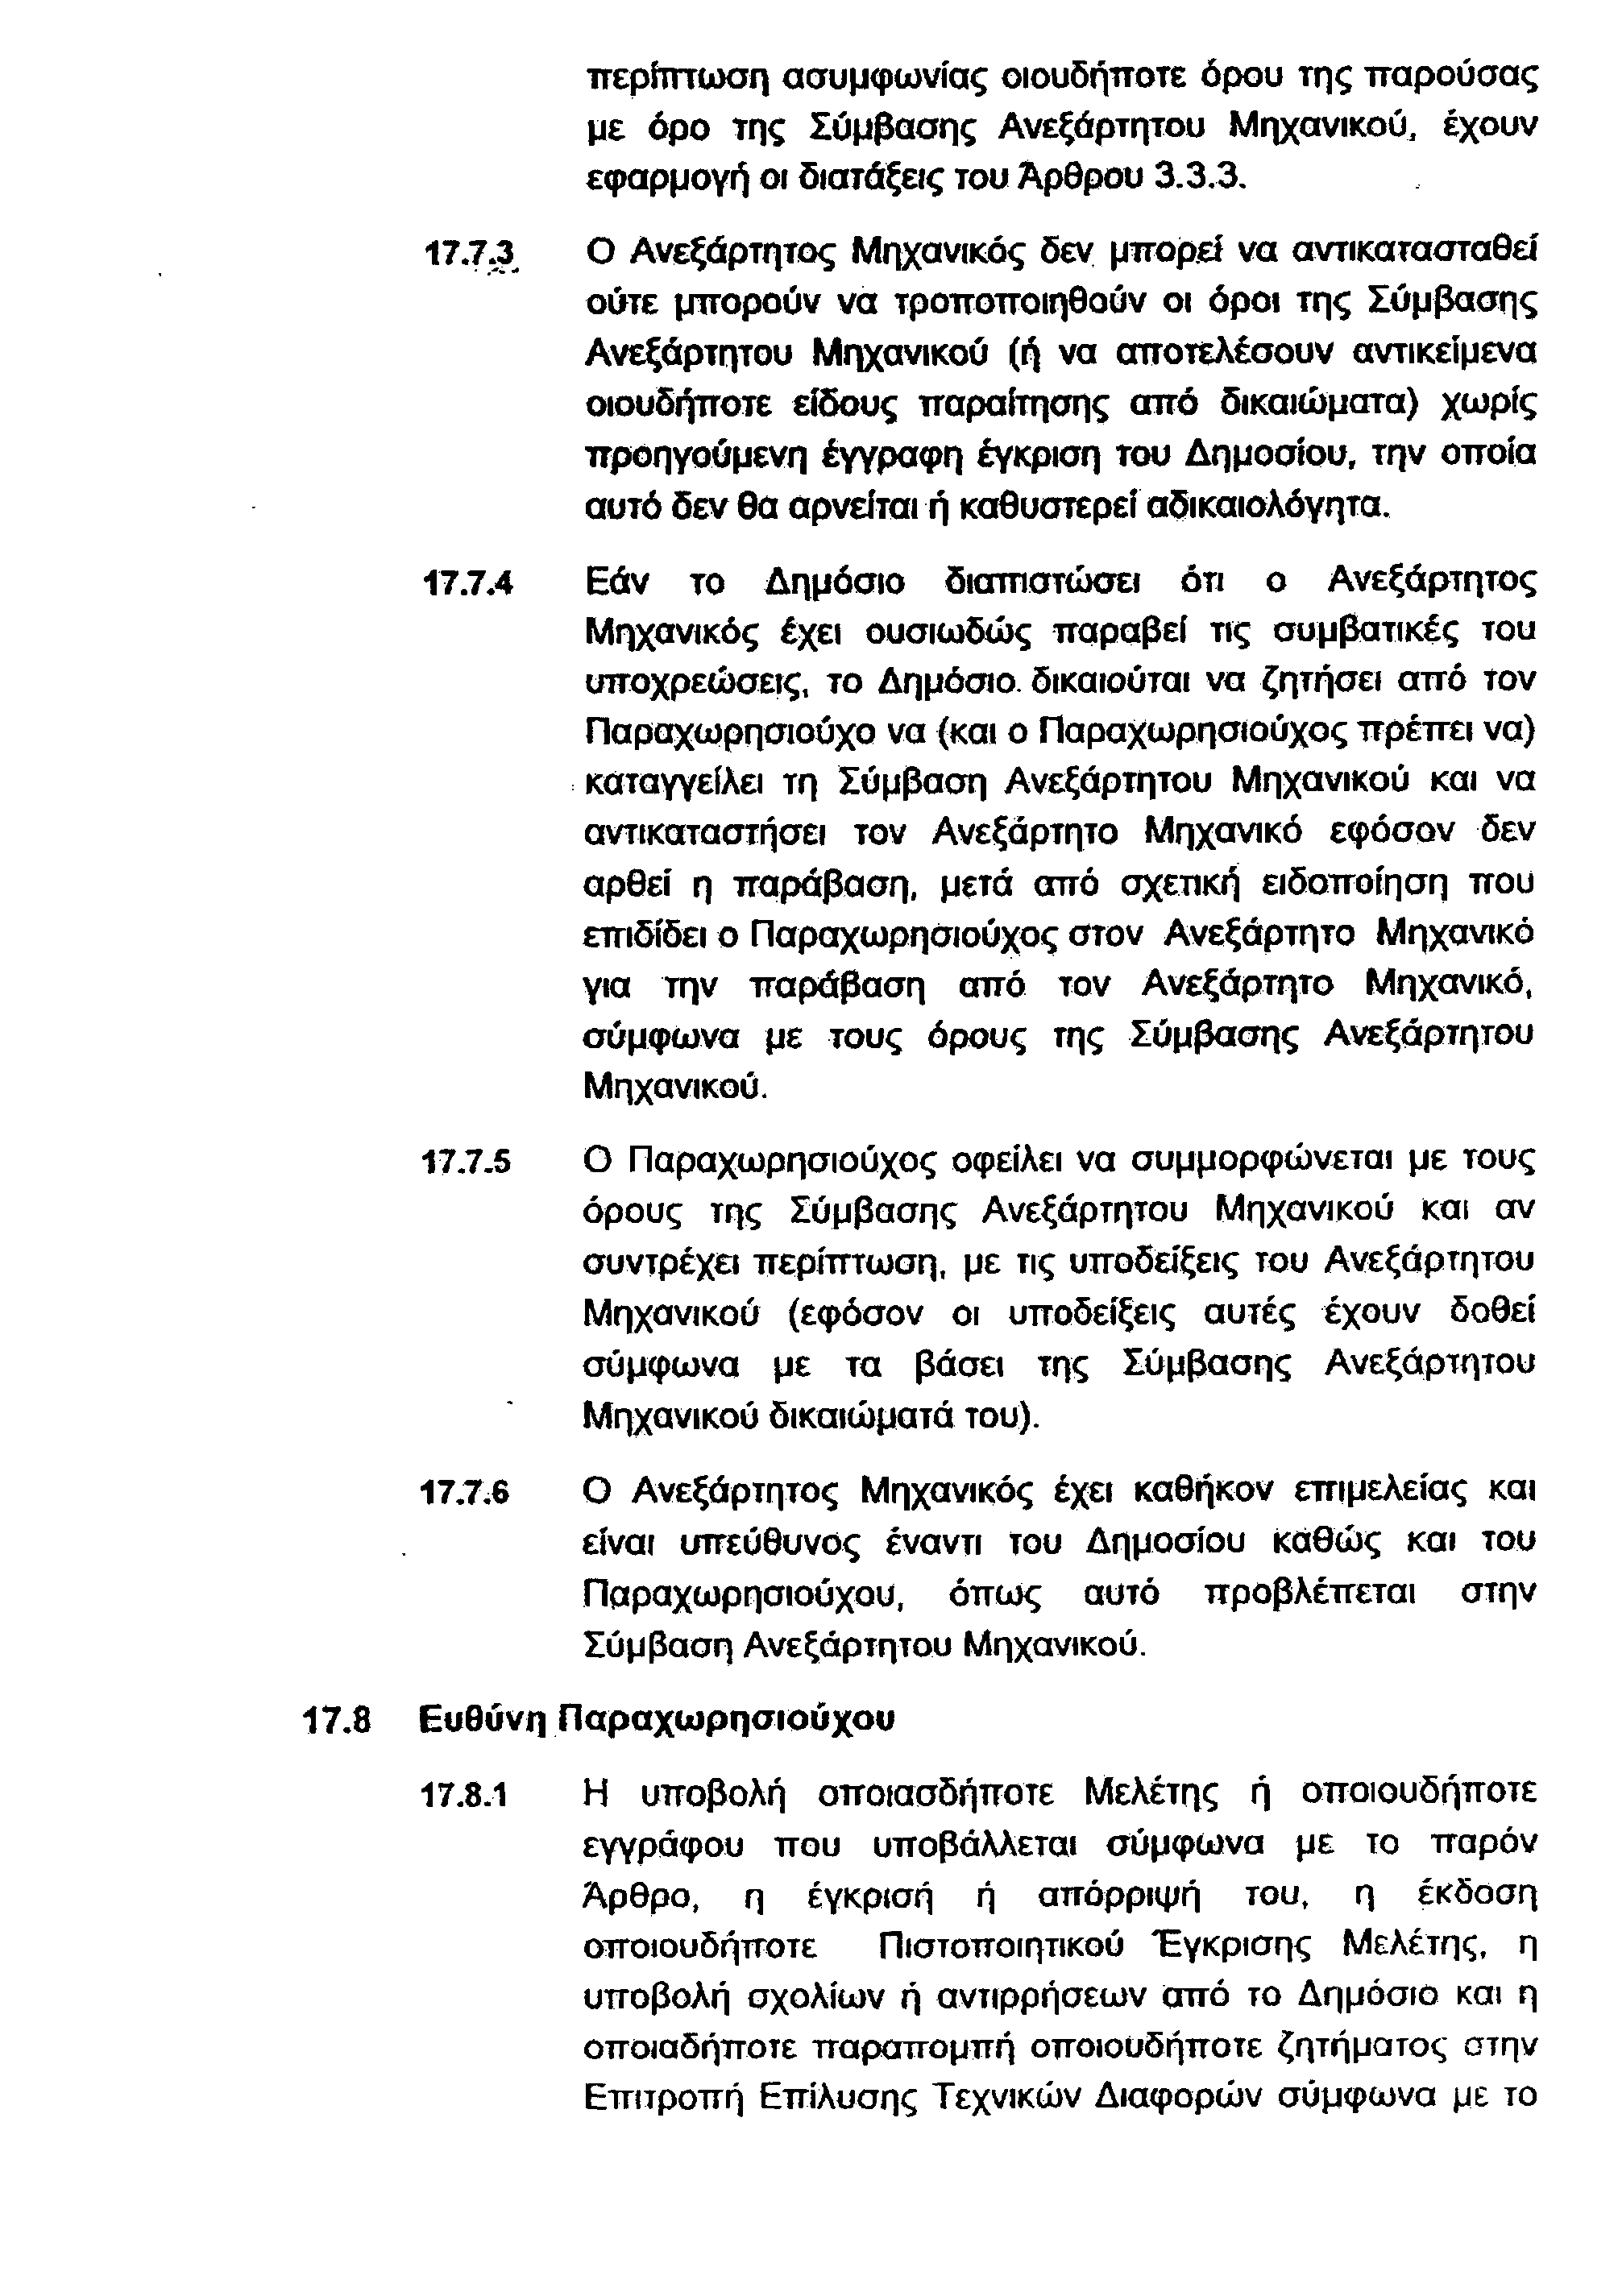 περίπτωση ασυμφωνίας οιουδήποτε όρου της παρούσας
με όρο της Σύμβασης Ανεξάρτητου Μηχανικού, έχουν
εφαρμογή οι διατάξεις του Άρθρου 3.3.3.
17.7.3 Ο Ανεξάρτητος Μηχανικός δεν μπορεί να αντικατασταθεί
ούτε μπορούν να τροποποιηθούν οι όροι της Σύμβασης
Ανεξάρτητου Μηχανικού (ή να αποτελέσουν αντικείμενα
οιουδήποτε είδους παραίτησης από δικαιώματα) χωρίς
προηγούμενη έγγραφη έγκριση του Δημοσίου, την οποία
αυτό δεν θα αρνείται ή καθυστερεί αδικαιολόγητα.
17.7.4 Εάν το Δημόσιο διαπιστώσει ότι ο Ανεξάρτητος
Μηχανικός έχει ουσιωδώς παραβεί τις συμβατικές του
υποχρεώσεις, το Δημόσιο δικαιούται να ζητήσει από τον
Παραχωρησιούχο να (και ο Παραχωρησιούχος πρέπει να)
καταγγείλει τη Σύμβαση Ανεξάρτητου Μηχανικού και να
αντικαταστήσει τον Ανεξάρτητο Μηχανικό εφόσον δεν
αρθεί η παράβαση, μετά από σχετική ειδοποίηση που
επιδίδει ο Παραχωρησιούχος στον Ανεξάρτητο Μηχανικό
για την παράβαση από τον Ανεξάρτητο Μηχανικό,
σύμφωνα με τους όρους της Σύμβασης Ανεξάρτητου
Μηχανικού.
17.7.5 Ο Παραχωρησιούχος οφείλει να συμμορφώνεται με τους
όρους της Σύμβασης Ανεξάρτητου Μηχανικού και αν
συντρέχει περίπτωση, με τις υποδείξεις του Ανεξάρτητου
Μηχανικού (εφόσον οι υποδείξεις αυτές έχουν δοθεί
σύμφωνα με τα βάσει της Σύμβασης Ανεξάρτητου
Μηχανικού δικαιώματά του).
17.7.6 Ο Ανεξάρτητος Μηχανικός έχει καθήκον επιμελείας και
είναι υπεύθυνος έναντι του Δημοσίου καθώς και του
Παραχωρησιούχου, όπως αυτό προβλέπεται στην
Σύμβαση Ανεξάρτητου Μηχανικού.
17.8 Ευθύνη Παραχωρησιούχου
17.8.1 Η υποβολή οποιασδήποτε Μελέτης ή οποιουδήποτε
εγγράφου που υποβάλλεται σύμφωνα με το παρόν
Άρθρο, η έγκρισή ή απόρριψή του, η έκδοση
οποιουδήποτε Πιστοποιητικού Έγκρισης Μελέτης, η
υποβολή σχολίων ή αντιρρήσεων από το Δημόσιο και η
οποιαδήποτε παραπομπή οποιουδήποτε ζητήματος στην
Επιτροπή Επίλυσης Τεχνικών Διαφορών σύμφωνα με το